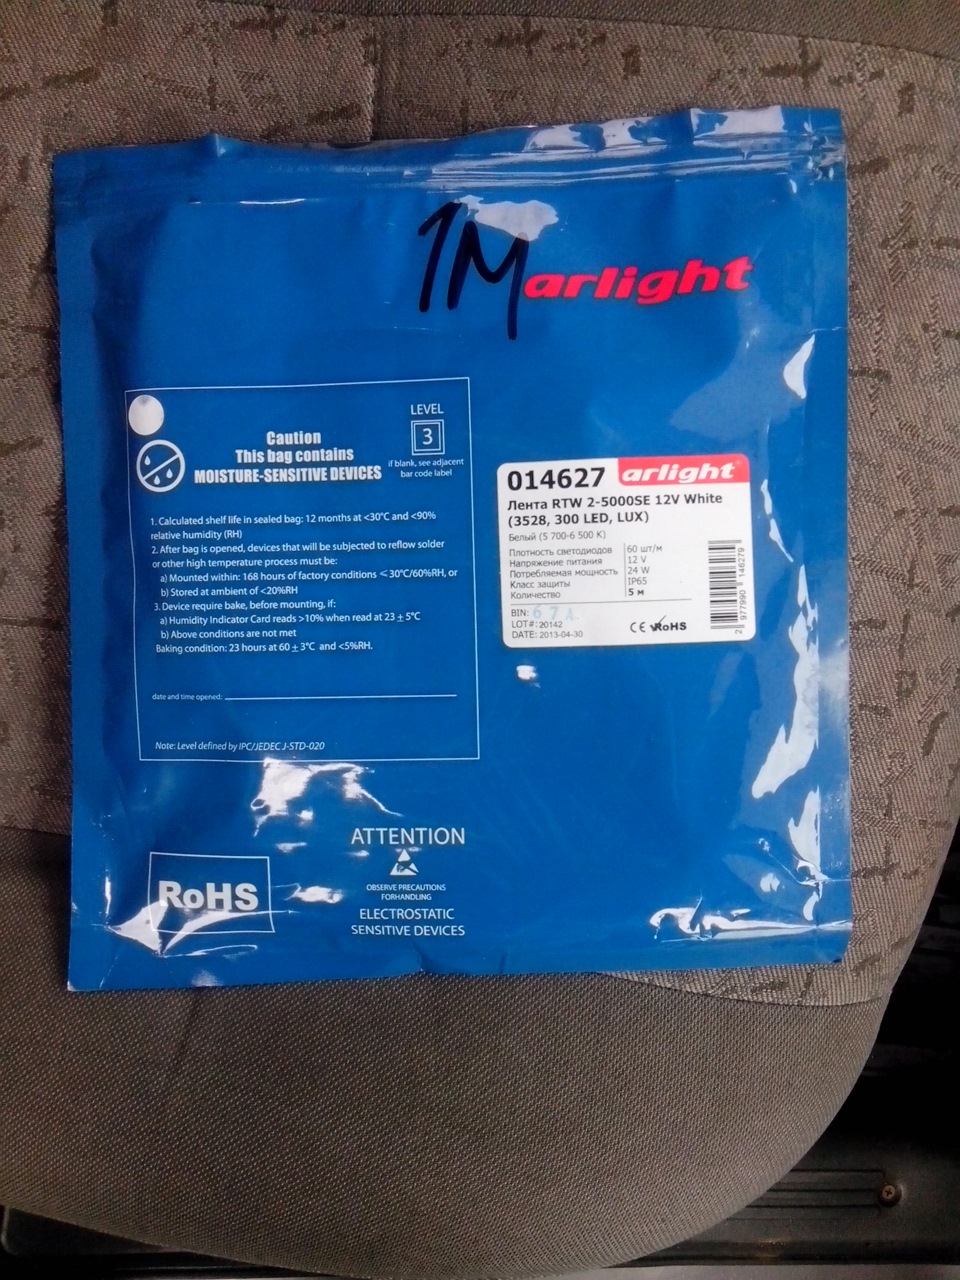 1M
arlight
LEVEL
3
if blank, see adjacent
bar code label
Caution
This bag contains
MOISTURE-SENSITIVE DEVICES
1. Calculated shelf life in sealed bag: 12 months at <30°C and <90%
relative humidity (RH)
2. After bag is opened, devices that will be subjected to reflow solder
or other high temperature process must be:
a) Mounted within: 168 hours of factory conditions ≤ 30°C/60%RH, or
b) Stored at ambient of <20%RH
3. Device require bake, before mounting, if:
a) Humidity Indicator Card reads >10% when read at 23 ± 5°C
b) Above conditions are not met
Baking condition: 23 hours at 60 ± 3°C and <5%RH.
date and time opened:
Note: Level defined by IPC/JEDEC J-STD-020
014627 arlight®
Лента RTW 2-5000SE 12V White
(3528, 300 LED, LUX)
Белый (5 700-6 500 K)
Плотность светодиодов 60 шт/м
Напряжение питания 12 V
Потребляемая мощность 24 W
Класс защиты IP65
Количество 5 м
BIN: 67A
LOT#: 20142
DATE: 2013-04-30
CE RoHS
2 977990 146279
RoHS
ATTENTION
OBSERVE PRECAUTIONS
FORHANDLING
ELECTROSTATIC
SENSITIVE DEVICES